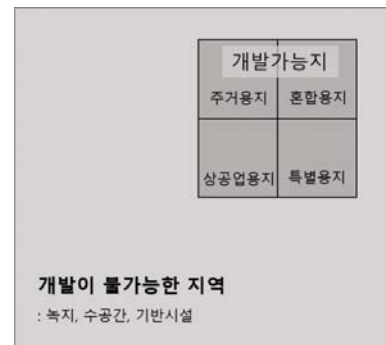 개발가능지
주거용지 혼합용지
상공업용지 특별용지
개발이 불가능한 지역
: 녹지, 수공간, 기반시설